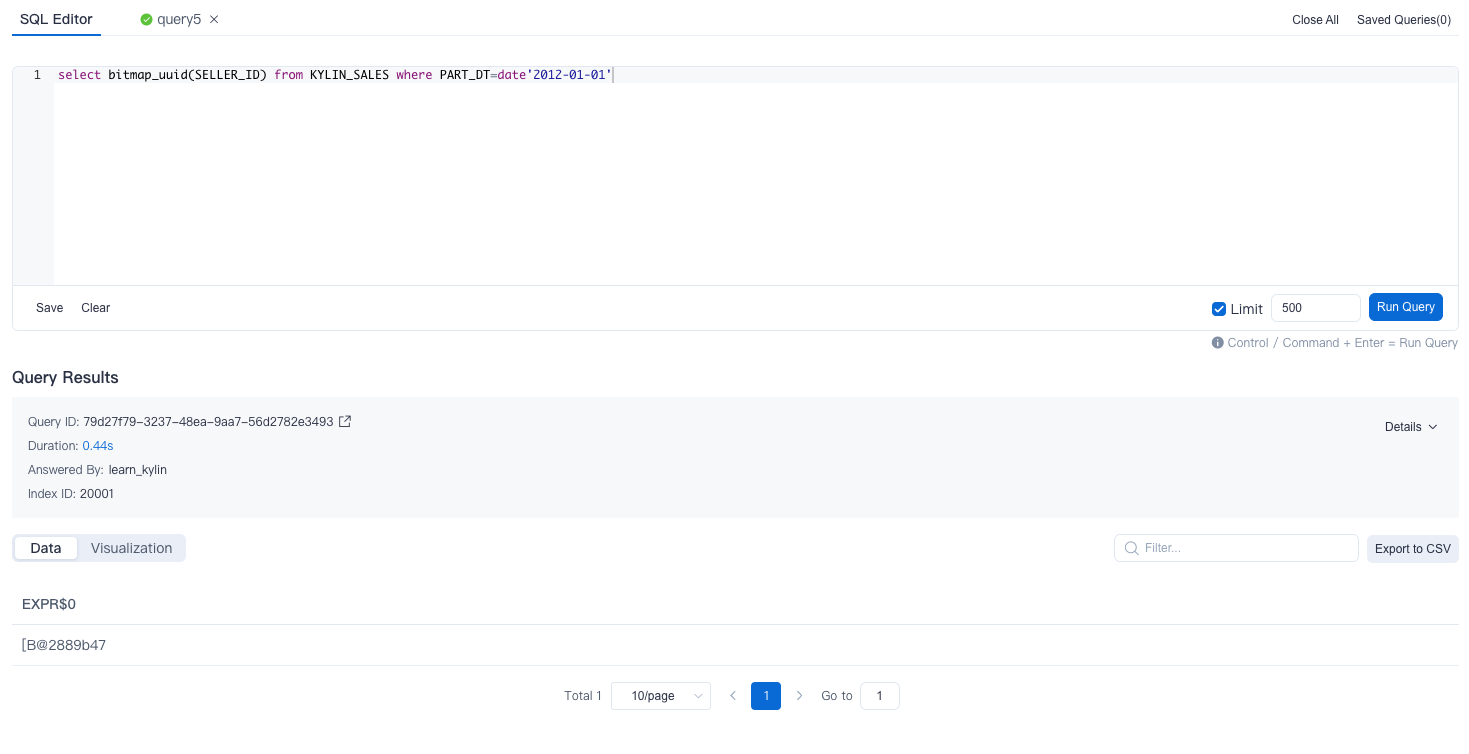 SQL Editor query5 Close All Saved Queries(0)
1 select bitmap_uuid(SELLER_ID) from KYLIN_SALES where PART_DT=date'2012-01-01'
Save Clear Limit 500 Run Query
Control / Command + Enter = Run Query
Query Results
Query ID: 79d27f79-3237-48ea-9aa7-56d2782e3493
Details
Duration: 0.44s
Answered By: learn_kylin
Index ID: 20001
Data Visualization Filter... Export to CSV
EXPR$0
[B@2889b47
Total 1 10/page 1 Go to 1